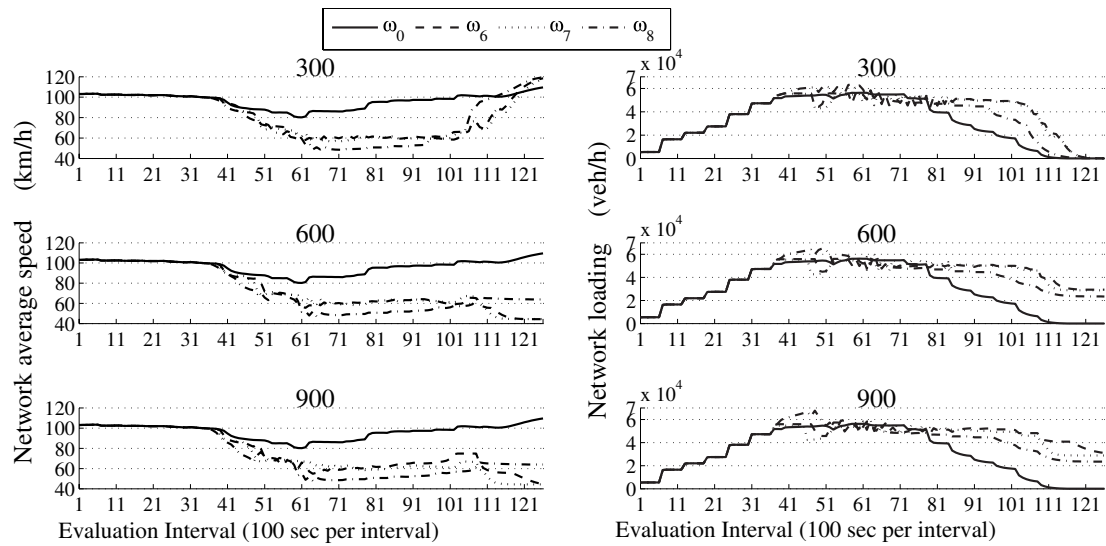 ω0 ω6 ω7 ω8
300
120
100
80
60
40
1 11 21 31 41 51 61 71 81 91 101 111 121
600
120
100
80
60
40
1 11 21 31 41 51 61 71 81 91 101 111 121
900
120
100
80
60
40
1 11 21 31 41 51 61 71 81 91 101 111 121
Network average speed (km/h)
Evaluation Interval (100 sec per interval)
x 10^4
300
7
6
4
2
0
1 11 21 31 41 51 61 71 81 91 101 111 121
x 10^4
600
7
6
4
2
0
1 11 21 31 41 51 61 71 81 91 101 111 121
x 10^4
900
7
6
4
2
0
1 11 21 31 41 51 61 71 81 91 101 111 121
Network loading (veh/h)
Evaluation Interval (100 sec per interval)